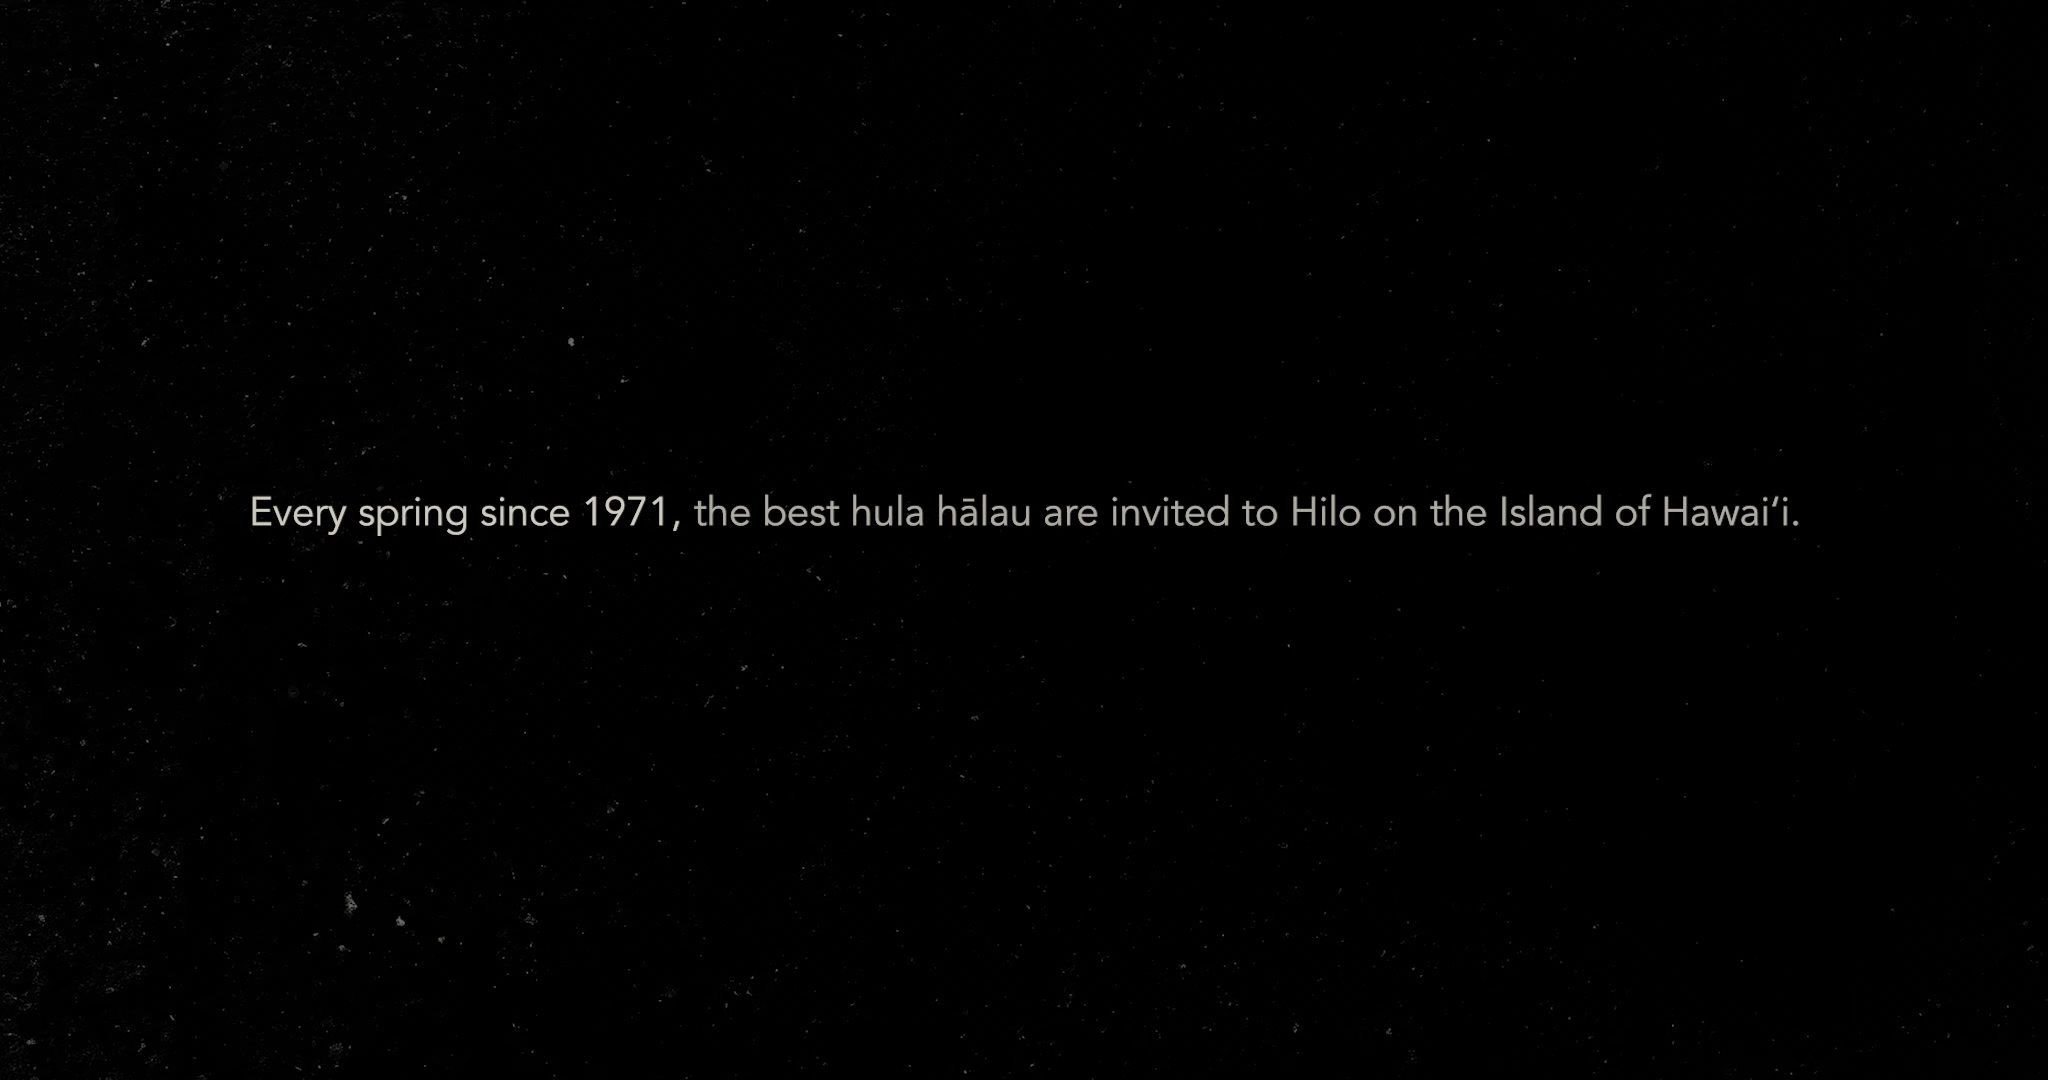 Every spring since 1971, the best hula hālau are invited to Hilo on the Island of Hawai‘i.